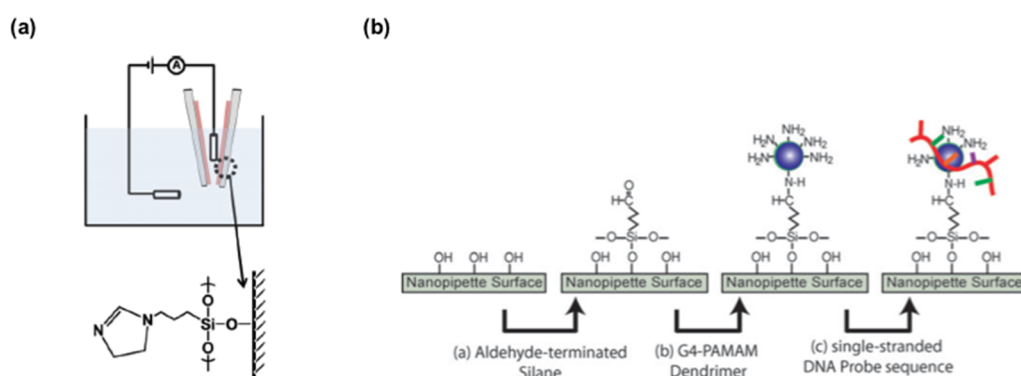 (a)
(b)
A
N
N
O
Si
O
O
OH OH OH
Nanopipette Surface
O
H-C
—O—Si—O—
OH O OH
Nanopipette Surface
NH2
H2N NH2
H2N NH2
N-H
H-C
—O—Si—O—
OH O OH
Nanopipette Surface
NH2
NH2
H2N
N-H
H-C
—O—Si—O—
OH O OH
Nanopipette Surface
(a) Aldehyde-terminated
Silane
(b) G4-PAMAM
Dendrimer
(c) single-stranded
DNA Probe sequence